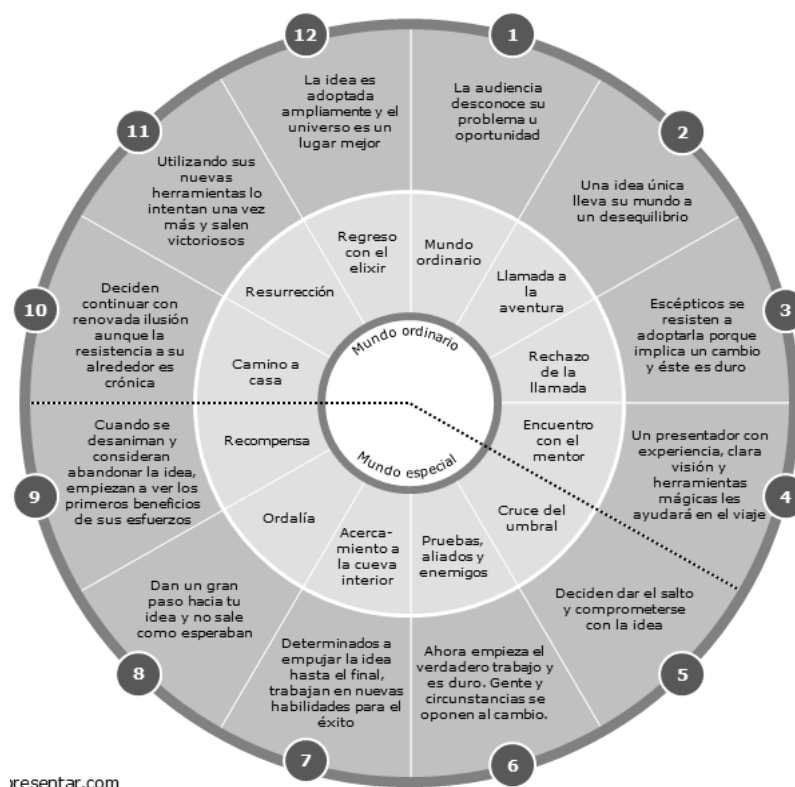 12
La idea es
adoptada
ampliamente y el
universo es un
lugar mejor
1
La audiencia
desconoce su
problema u
oportunidad
2
Una idea única
lleva su mundo a
un desequilibrio
3
Escépticos se
resisten a
adoptarla porque
implica un cambio
y éste es duro
4
Un presentador con
experiencia, clara
visión y
herramientas
mágicas les
ayudará en el viaje
5
Deciden dar el salto
y comprometerse
con la idea
6
Ahora empieza el
verdadero trabajo y
es duro. Gente y
circunstancias se
oponen al cambio.
7
Determinados a
empujar la idea
hasta el final,
trabajan en nuevas
habilidades para el
éxito
8
Dan un gran
paso hacia tu
idea y no sale
como esperaban
9
Cuando se
desaniman y
consideran
abandonar la idea,
empiezan a ver los
primeros beneficios
de sus esfuerzos
10
Deciden
continuar con
renovada ilusión
aunque la
resistencia a su
alrededor es
crónica
11
Utilizando sus
nuevas
herramientas lo
intentan una vez
más y salen
victoriosos
Regreso
con el
elixir
Mundo
ordinario
Llamada a
la
aventura
Rechazo
de la
llamada
Encuentro
con el
mentor
Cruce del
umbral
Pruebas,
aliados y
enemigos
Acerca-
miento a
la cueva
interior
Ordalía
Recompensa
Camino a
casa
Resurrección
Mundo ordinario
Mundo especial
resentar.com